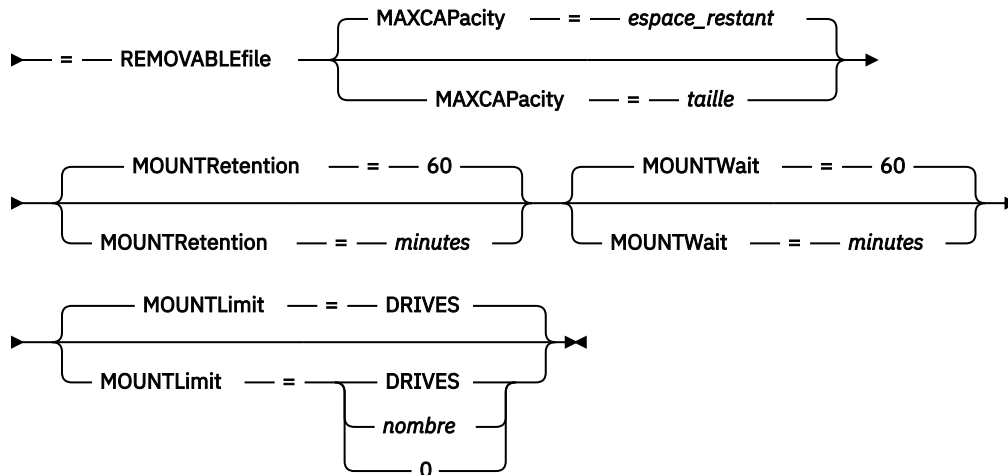 MAXCAPacity = espace_restant
= REMOVABLEfile
MAXCAPacity = taille
MOUNTRetention = 60 MOUNTWait = 60
MOUNTRetention = minutes MOUNTWait = minutes
MOUNTLimit = DRIVES
MOUNTLimit = DRIVES
nombre
0